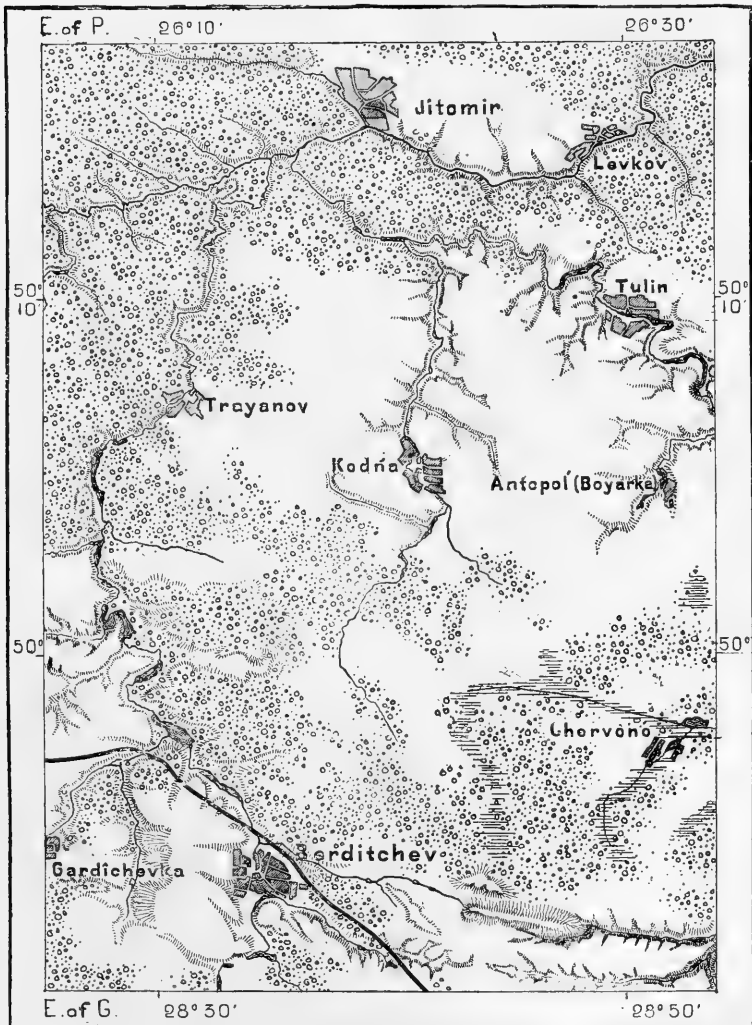 E. of P. 26°10' 26°30'
Jitomir
Levkov
Tulin
50°
10'
50°
10'
Trayanov
Kodńa
Antopol (Boyarka)
50°
50°
Chervono
Berditchev
Gardichevka
E. of G. 28°30' 28°50'